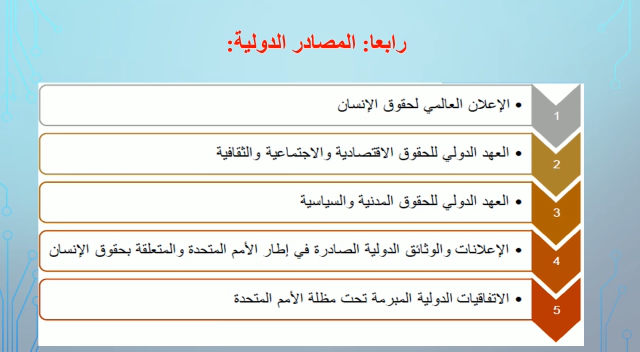 رابعا: المصادر الدولية:
1 • الإعلان العالمي لحقوق الإنسان
2 • العهد الدولي للحقوق الاقتصادية والاجتماعية والثقافية
3 • العهد الدولي للحقوق المدنية والسياسية
4 • الإعلانات والوثائق الدولية الصادرة في إطار الأمم المتحدة والمتعلقة بحقوق الإنسان
5 • الاتفاقيات الدولية المبرمة تحت مظلة الأمم المتحدة